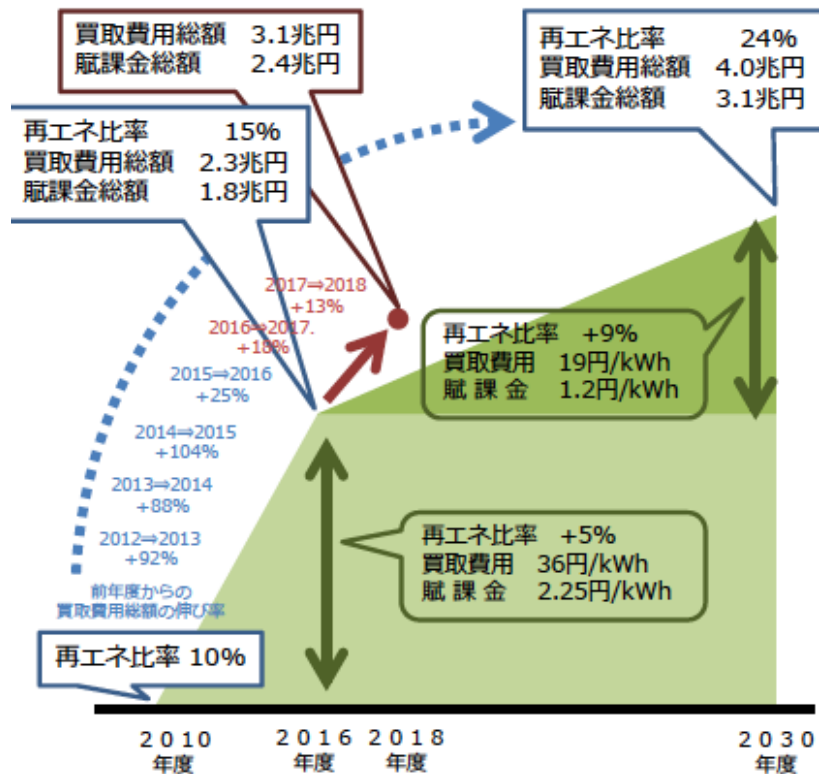 買取費用総額 3.1兆円
賦課金総額 2.4兆円
再エネ比率 24%
買取費用総額 4.0兆円
賦課金総額 3.1兆円
再エネ比率 15%
買取費用総額 2.3兆円
賦課金総額 1.8兆円
2017⇒2018
+13%
2016⇒2017.
+18%
2015⇒2016
+25%
2014⇒2015
+104%
2013⇒2014
+88%
2012⇒2013
+92%
前年度からの
買取費用総額の伸び率
再エネ比率 +9%
買取費用 19円/kWh
賦課金 1.2円/kWh
再エネ比率 +5%
買取費用 36円/kWh
賦課金 2.25円/kWh
再エネ比率 10%
2010
年度
2016
年度
2018
年度
2030
年度